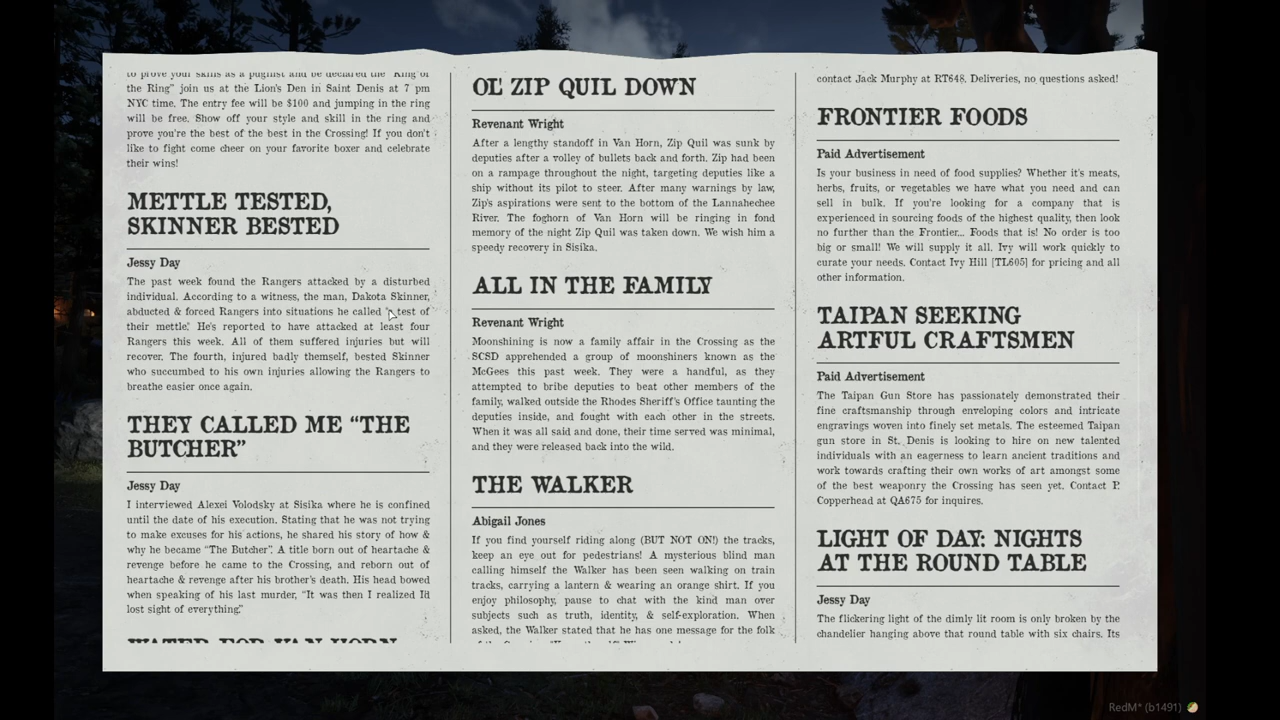 to prove your skills as a pugilist and be declared the "King of
the Ring" join us at the Lion's Den in Saint Denis at 7 pm
NYC time. The entry fee will be $100 and jumping in the ring
will be free. Show off your style and skill in the ring and
prove you're the best of the best in the Crossing! If you don't
like to fight come cheer on your favorite boxer and celebrate
their wins!
METTLE TESTED,
SKINNER BESTED
Jessy Day
The past week found the Rangers attacked by a disturbed
individual. According to a witness, the man, Dakota Skinner,
abducted & forced Rangers into situations he called "a test of
their mettle." He's reported to have attacked at least four
Rangers this week. All of them suffered injuries but will
recover. The fourth, injured badly themself, bested Skinner
who succumbed to his own injuries allowing the Rangers to
breathe easier once again.
THEY CALLED ME “THE
BUTCHER”
Jessy Day
I interviewed Alexei Volodsky at Sisika where he is confined
until the date of his execution. Stating that he was not trying
to make excuses for his actions, he shared his story of how &
why he became “The Butcher”. A title born out of heartache &
revenge before he came to the Crossing, and reborn out of
heartache & revenge after his brother's death. His head bowed
when speaking of his last murder, “It was then I realized I'd
lost sight of everything.”
WATER FOR VAN HORN
OL' ZIP QUIL DOWN
Revenant Wright
After a lengthy standoff in Van Horn, Zip Quil was sunk by
deputies after a volley of bullets back and forth. Zip had been
on a rampage throughout the night, targeting deputies like a
ship without its pilot to steer. After many warnings by law,
Zip's aspirations were sent to the bottom of the Lannahechee
River. The foghorn of Van Horn will be ringing in fond
memory of the night Zip Quil was taken down. We wish him a
speedy recovery in Sisika.
ALL IN THE FAMILY
Revenant Wright
Moonshining is now a family affair in the Crossing as the
SCSD apprehended a group of moonshiners known as the
McGees this past week. They were a handful, as they
attempted to bribe deputies to beat other members of the
family, walked outside the Rhodes Sheriff's Office taunting the
deputies inside, and fought with each other in the streets.
When it was all said and done, their time served was minimal,
and they were released back into the wild.
THE WALKER
Abigail Jones
If you find yourself riding along (BUT NOT ON!) the tracks,
keep an eye out for pedestrians! A mysterious blind man
calling himself the Walker has been seen walking on train
tracks, carrying a lantern & wearing an orange shirt. If you
enjoy philosophy, pause to chat with the kind man over
subjects such as truth, identity, & self-exploration. When
asked, the Walker stated that he has one message for the folk
contact Jack Murphy at RT648. Deliveries, no questions asked!
FRONTIER FOODS
Paid Advertisement
Is your business in need of food supplies? Whether it's meats,
herbs, fruits, or vegetables we have what you need and can
sell in bulk. If you're looking for a company that is
experienced in sourcing foods of the highest quality, then look
no further than the Frontier... Foods that is! No order is too
big or small! We will supply it all. Ivy will work quickly to
curate your needs. Contact Ivy Hill [TL605] for pricing and all
other information.
TAIPAN SEEKING
ARTFUL CRAFTSMEN
Paid Advertisement
The Taipan Gun Store has passionately demonstrated their
fine craftsmanship through enveloping colors and intricate
engravings woven into finely set metals. The esteemed Taipan
gun store in St. Denis is looking to hire on new talented
individuals with an eagerness to learn ancient traditions and
work towards crafting their own works of art amongst some
of the best weaponry the Crossing has seen yet. Contact P.
Copperhead at QA675 for inquires.
LIGHT OF DAY: NIGHTS
AT THE ROUND TABLE
Jessy Day
The flickering light of the dimly lit room is only broken by the
chandelier hanging above that round table with six chairs. Its
RedM* (b1491)